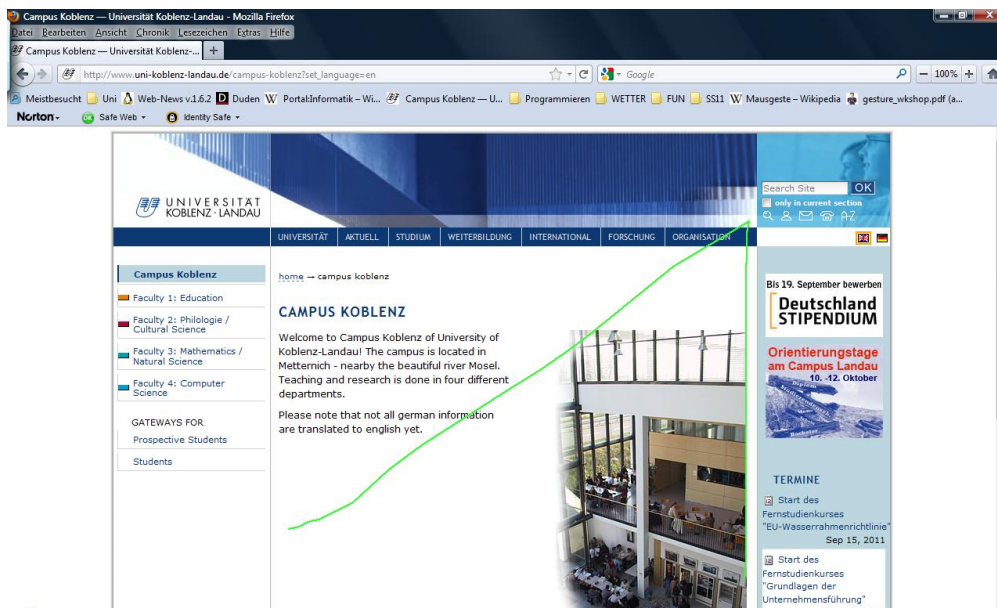 Campus Koblenz — Universität Koblenz-Landau - Mozilla Firefox
Datei Bearbeiten Ansicht Chronik Lesezeichen Extras Hilfe
Campus Koblenz — Universität Koblenz-... +
http://www.uni-koblenz-landau.de/campus-koblenz?set_language=en
Google
100%
Meistbesucht Uni Web-News v.1.6.2 D Duden W Portal:Informatik – Wi... Campus Koblenz — U... Programmieren WETTER FUN SS11 W Mausgeste – Wikipedia gesture_wkshop.pdf (a...
Norton Safe Web Identity Safe
UNIVERSITÄT
KOBLENZ · LANDAU
Search Site OK
only in current section
A-Z
UNIVERSITÄT AKTUELL STUDIUM WEITERBILDUNG INTERNATIONAL FORSCHUNG ORGANISATION
Campus Koblenz
Faculty 1: Education
Faculty 2: Philologie /
Cultural Science
Faculty 3: Mathematics /
Natural Science
Faculty 4: Computer
Science
GATEWAYS FOR
Prospective Students
Students
home → campus koblenz
CAMPUS KOBLENZ
Welcome to Campus Koblenz of University of
Koblenz-Landau! The campus is located in
Metternich - nearby the beautiful river Mosel.
Teaching and research is done in four different
departments.
Please note that not all german information
are translated to english yet.
Bis 19. September bewerben
Deutschland
STIPENDIUM
Orientierungstage
am Campus Landau
10. -12. Oktober
TERMINE
Start des
Fernstudienkurses
"EU-Wasserrahmenrichtlinie"
Sep 15, 2011
Start des
Fernstudienkurses
"Grundlagen der
Unternehmensführung"